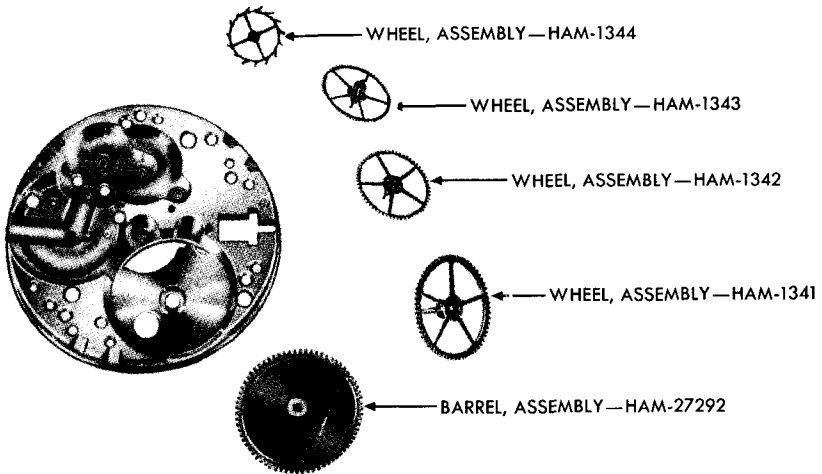 WHEEL, ASSEMBLY—HAM-1344
WHEEL, ASSEMBLY—HAM-1343
WHEEL, ASSEMBLY—HAM-1342
WHEEL, ASSEMBLY—HAM-1341
BARREL, ASSEMBLY—HAM-27292